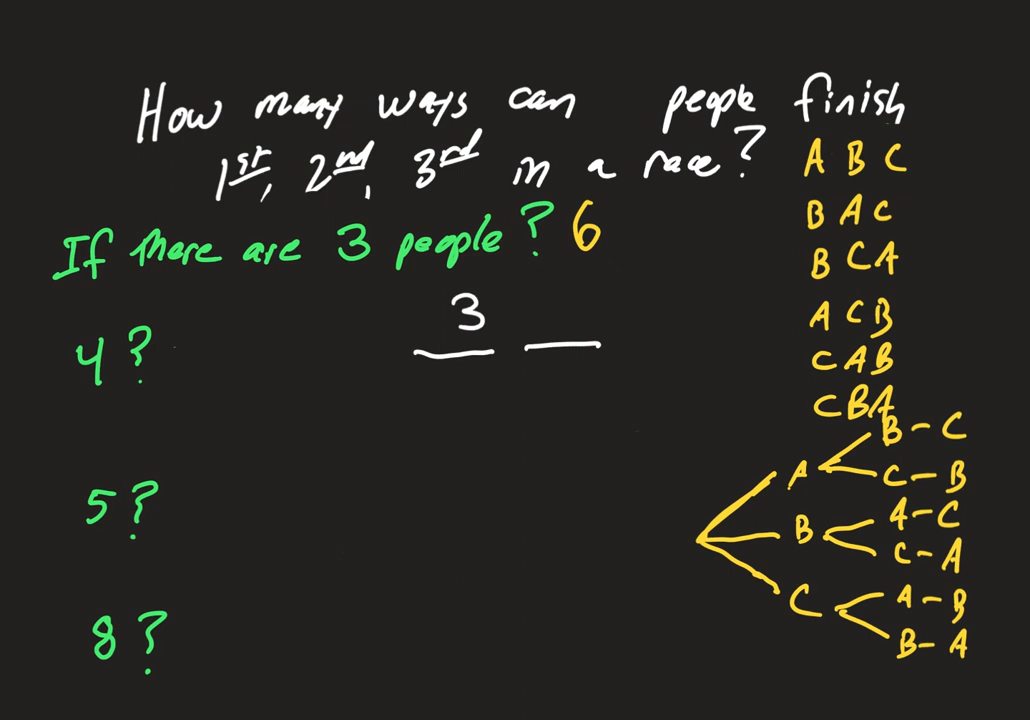 How many ways can people finish
1st, 2nd, 3rd in a race?
If there are 3 people? 6
3
4?
5?
8?
A B C
B A C
B C A
A C B
C A B
C B A
A B - C
C - B
B A - C
C - A
C A - B
B - A